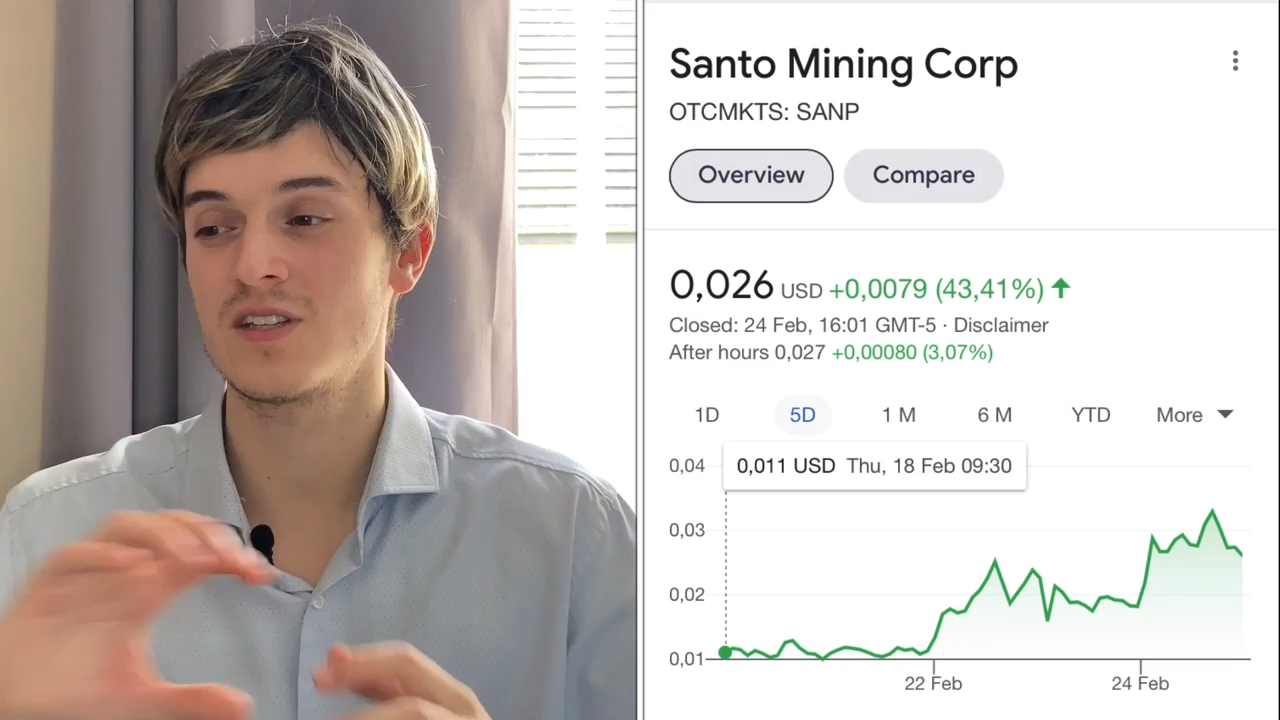 Santo Mining Corp
OTCMKTS: SANP
Overview Compare
0,026 USD +0,0079 (43,41%)
Closed: 24 Feb, 16:01 GMT-5 · Disclaimer
After hours 0,027 +0,00080 (3,07%)
1D 5D 1 M 6 M YTD More
0,011 USD Thu, 18 Feb 09:30
0,04
0,03
0,02
0,01
22 Feb 24 Feb